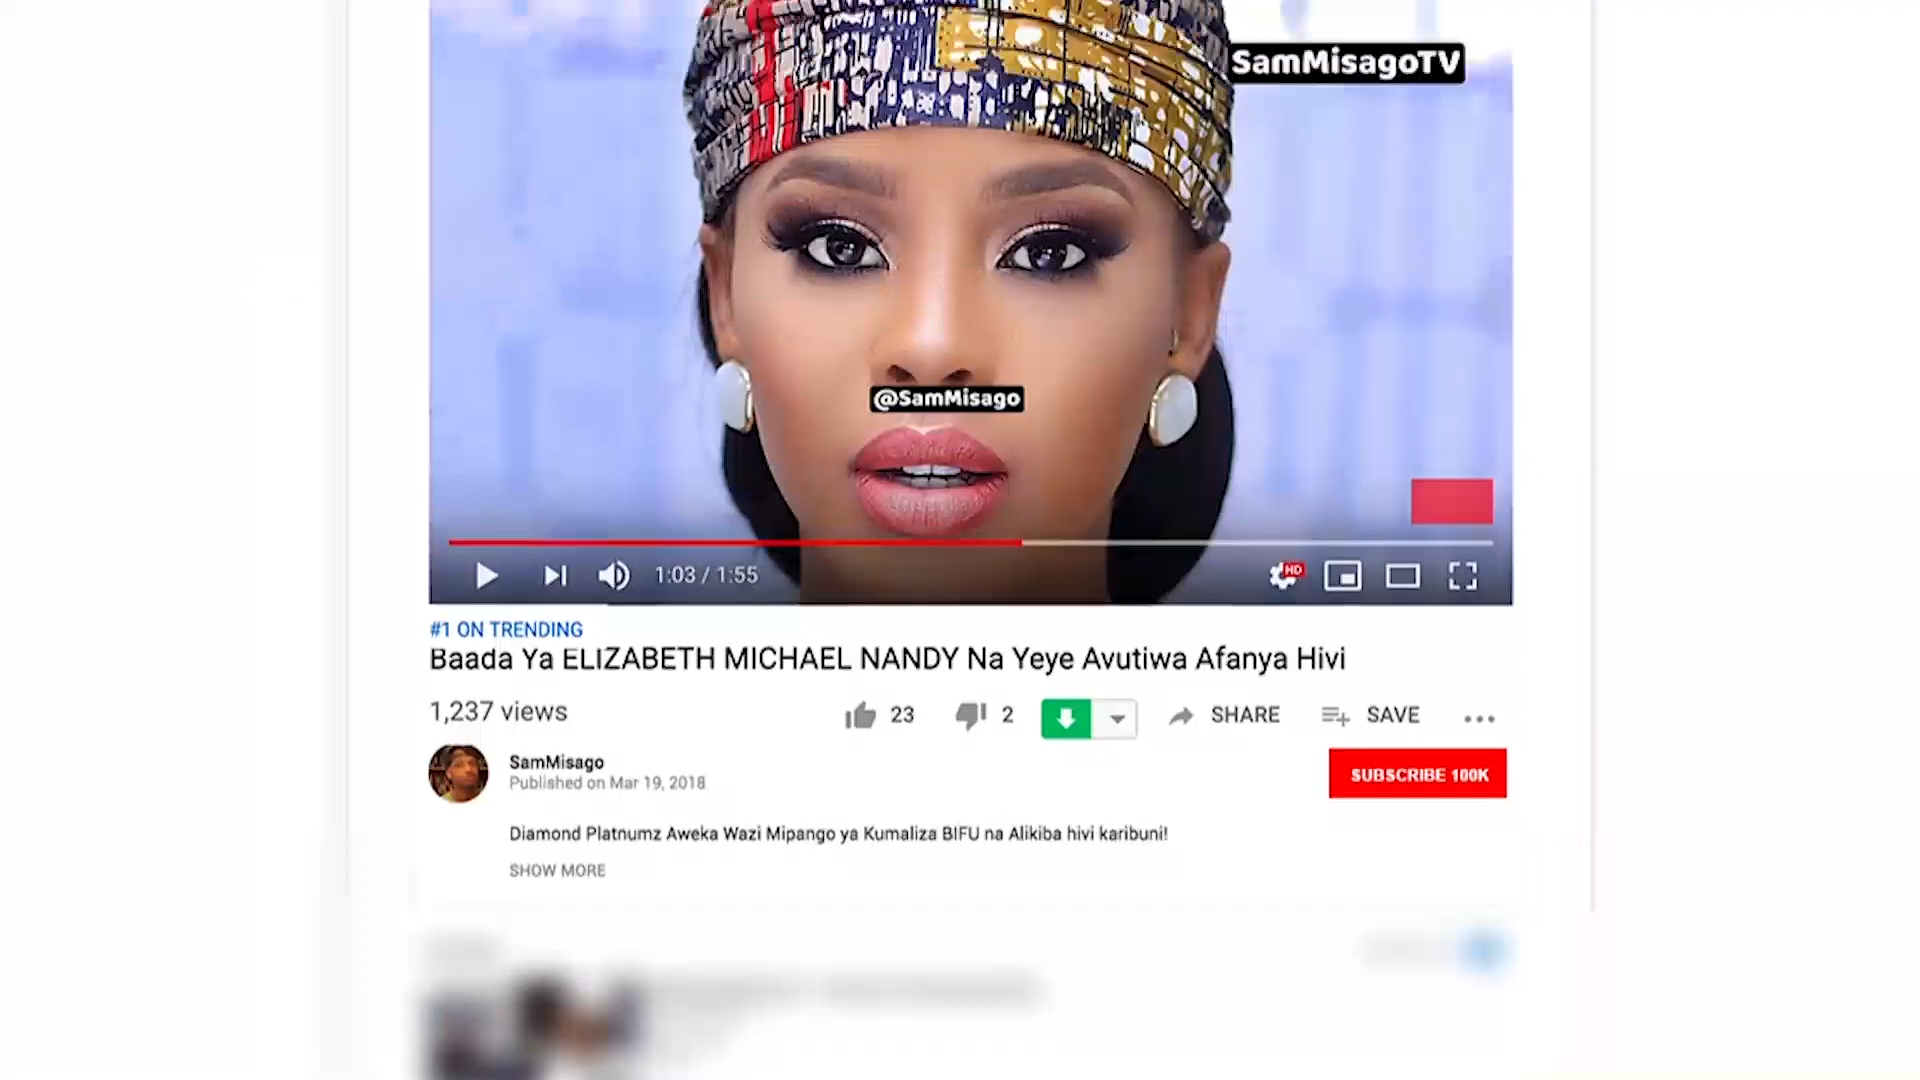 SamMisagoTV
@SamMisago
HD
1:03 / 1:55
#1 ON TRENDING
Baada Ya ELIZABETH MICHAEL NANDY Na Yeye Avutiwa Afanya Hivi
1,237 views
23
2
SHARE
SAVE
SamMisago
Published on Mar 19, 2018
SUBSCRIBE 100K
Diamond Platnumz Aweka Wazi Mipango ya Kumaliza BIFU na Alikiba hivi karibuni!
SHOW MORE